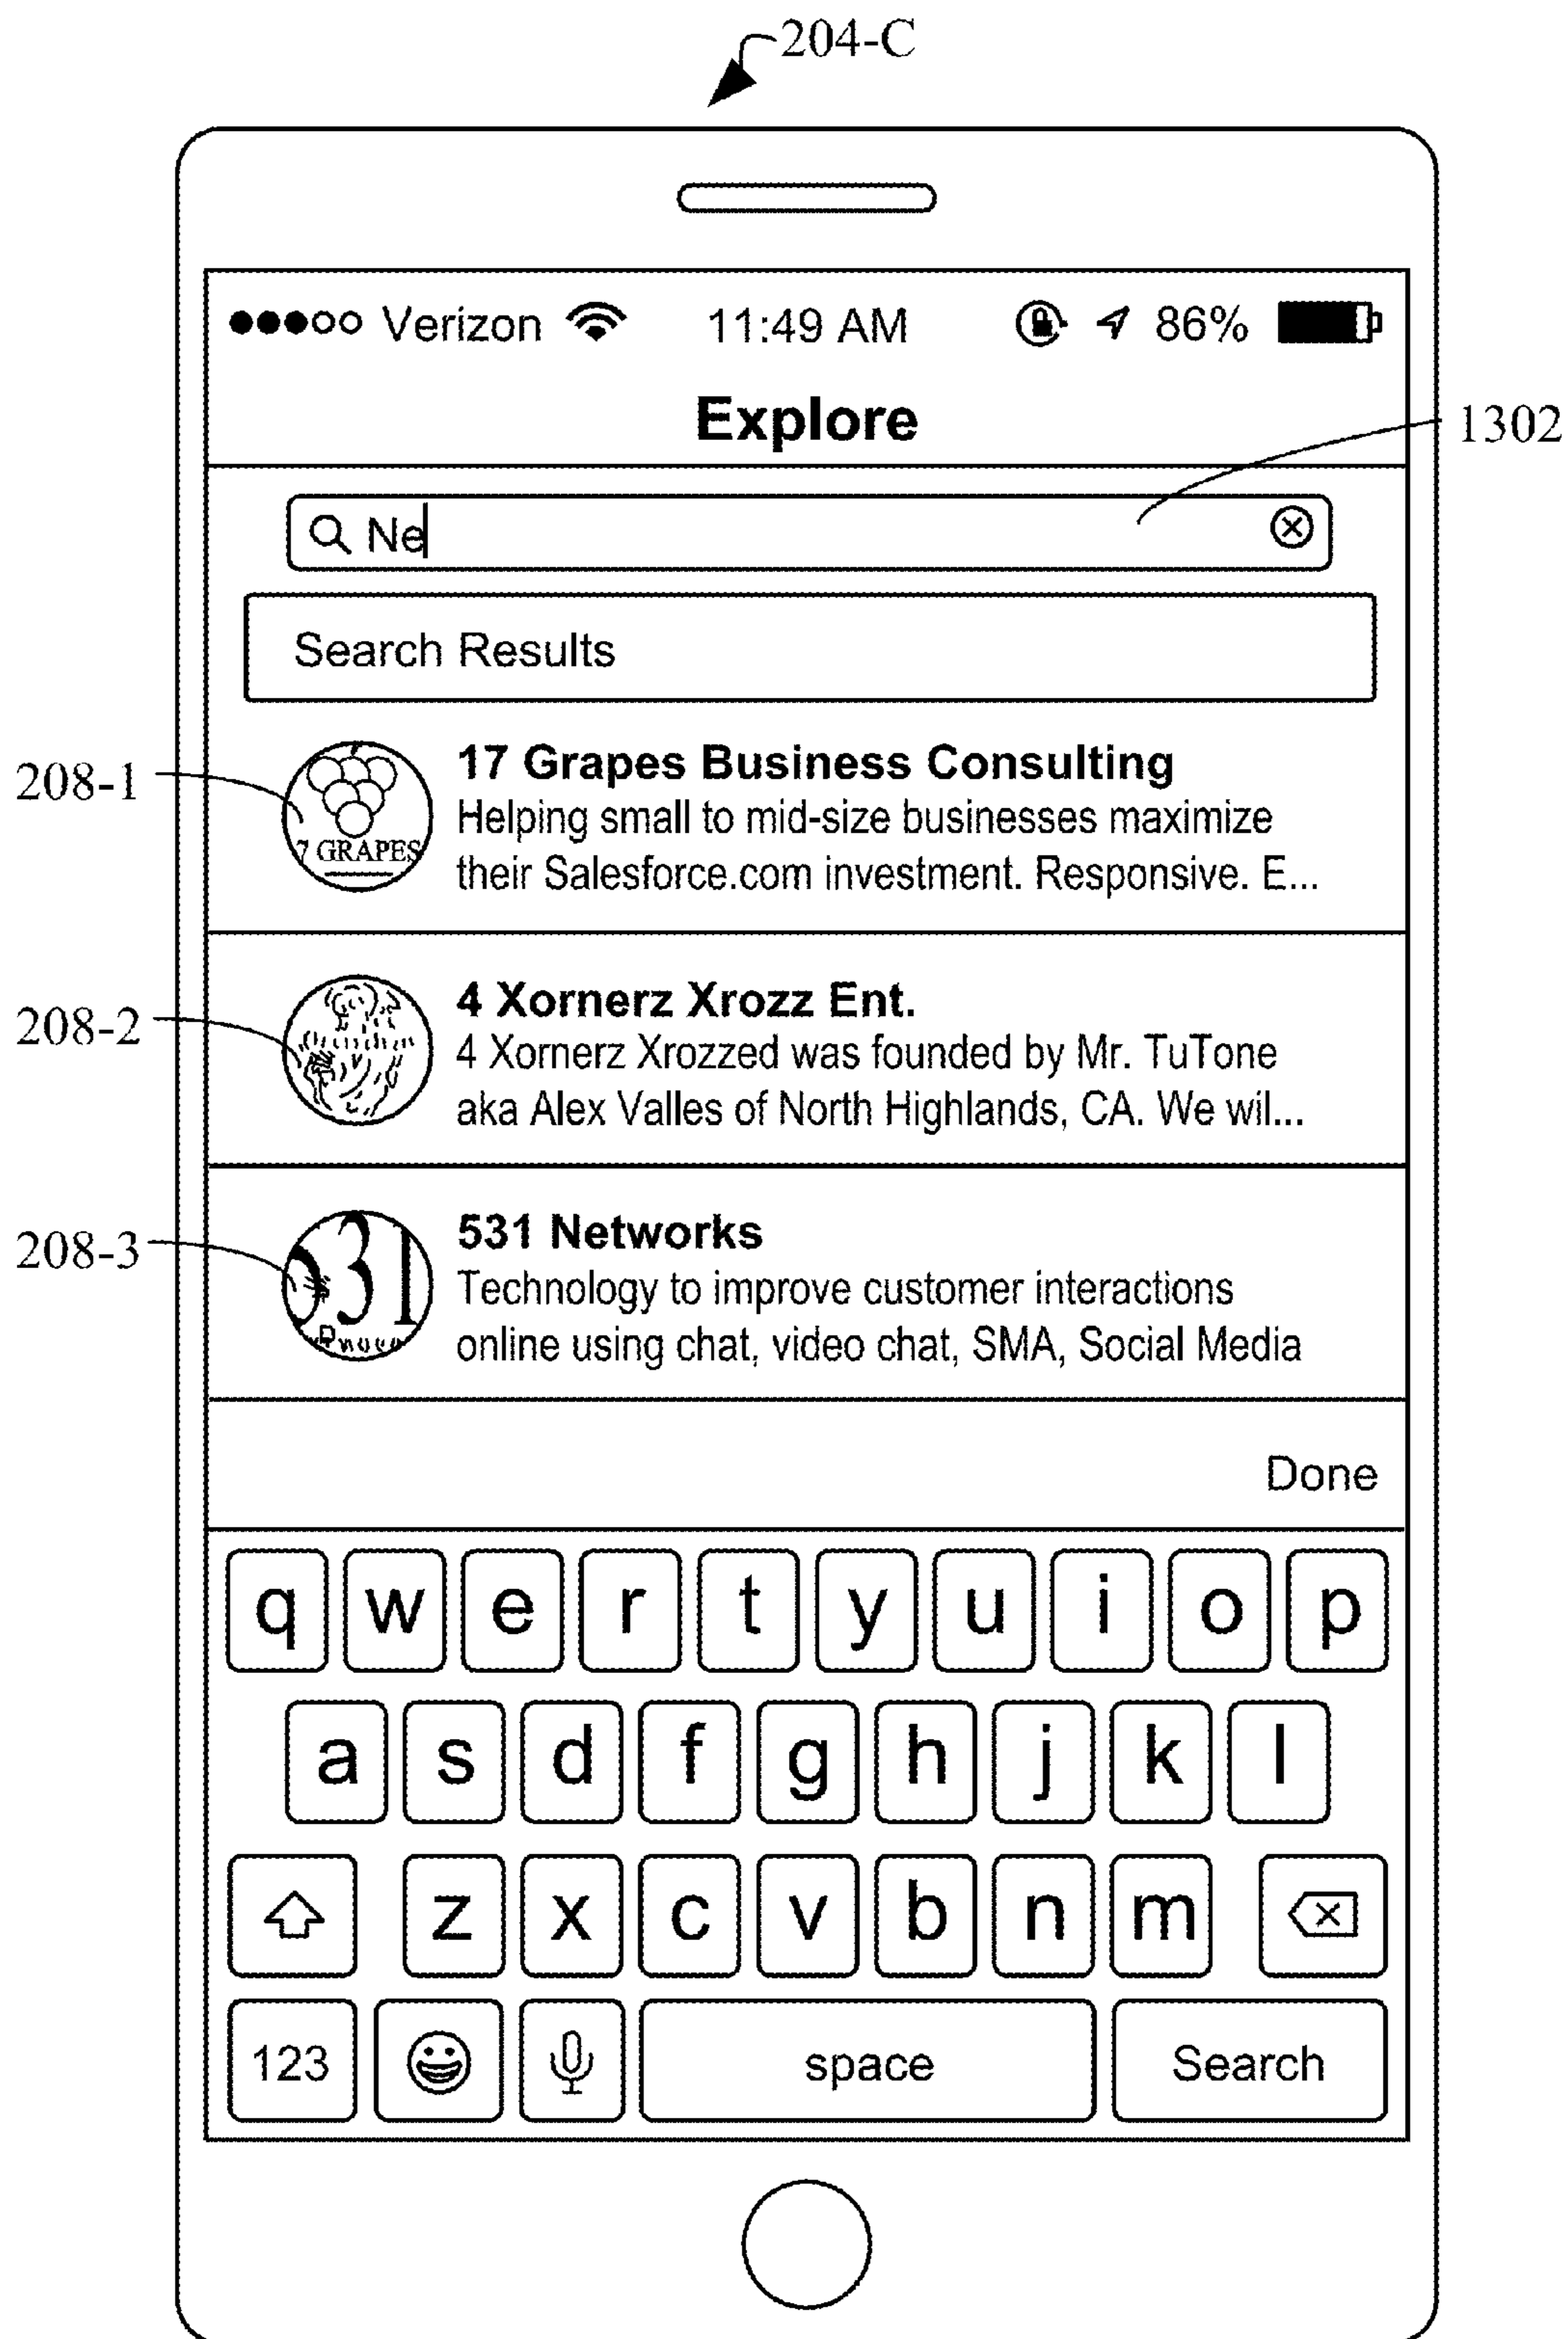 204-C
Verizon 11:49 AM 86%
Explore
1302
Ne
Search Results
208-1
7 GRAPES
17 Grapes Business Consulting
Helping small to mid-size businesses maximize
their Salesforce.com investment. Responsive. E...
208-2
4 Xornerz Xrozz Ent.
4 Xornerz Xrozzed was founded by Mr. TuTone
aka Alex Valles of North Highlands, CA. We wil...
208-3
531
531 Networks
Technology to improve customer interactions
online using chat, video chat, SMA, Social Media
Done
q w e r t y u i o p
a s d f g h j k l
z x c v b n m
123 space Search